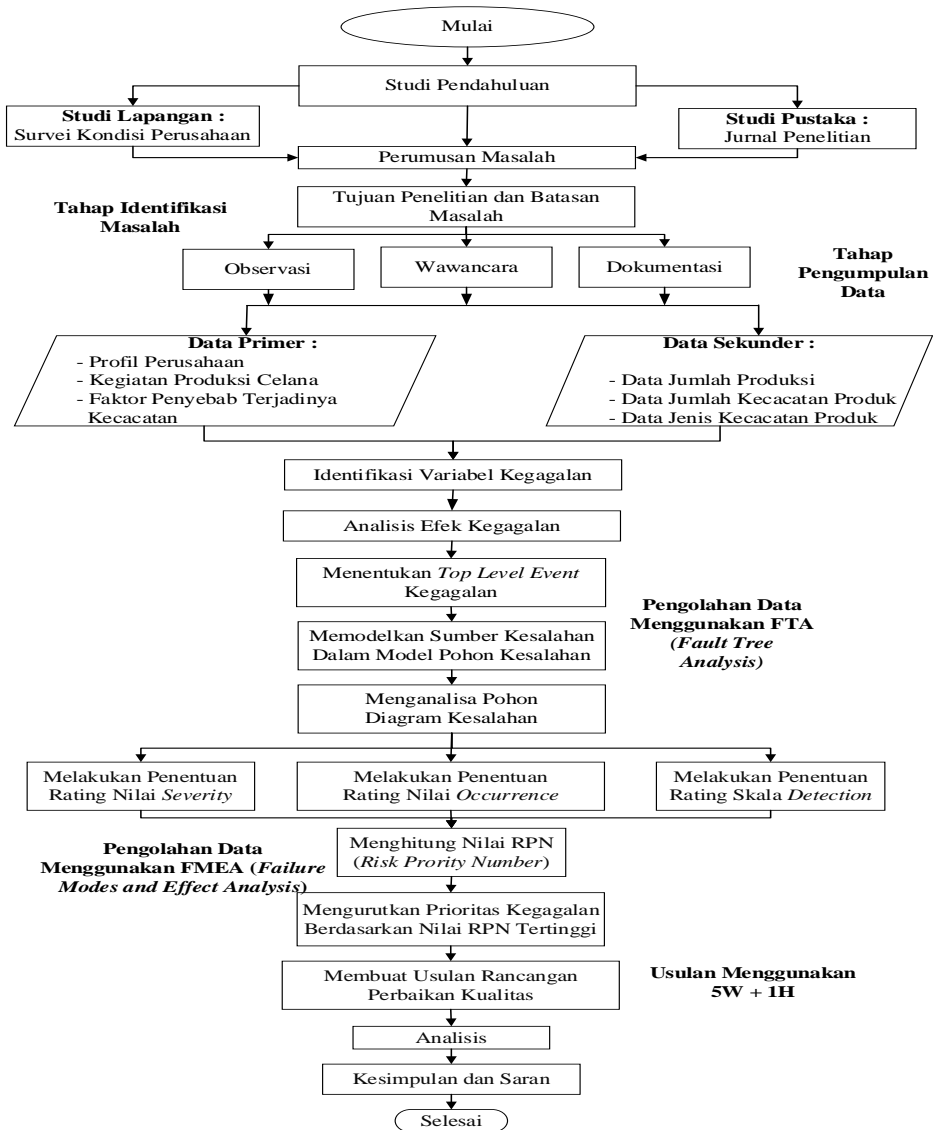 Mulai
Studi Pendahuluan
Studi Lapangan :
Survei Kondisi Perusahaan
Studi Pustaka :
Jurnal Penelitian
Perumusan Masalah
Tujuan Penelitian dan Batasan
Masalah
Tahap Identifikasi
Masalah
Observasi
Wawancara
Dokumentasi
Tahap
Pengumpulan
Data
Data Primer :
- Profil Perusahaan
- Kegiatan Produksi Celana
- Faktor Penyebab Terjadinya
Kecacatan
Data Sekunder :
- Data Jumlah Produksi
- Data Jumlah Kecacatan Produk
- Data Jenis Kecacatan Produk
Identifikasi Variabel Kegagalan
Analisis Efek Kegagalan
Menentukan Top Level Event
Kegagalan
Memodelkan Sumber Kesalahan
Dalam Model Pohon Kesalahan
Menganalisa Pohon
Diagram Kesalahan
Pengolahan Data
Menggunakan FTA
(Fault Tree
Analysis)
Melakukan Penentuan
Rating Nilai Severity
Melakukan Penentuan
Rating Nilai Occurrence
Melakukan Penentuan
Rating Skala Detection
Pengolahan Data
Menggunakan FMEA (Failure
Modes and Effect Analysis)
Menghitung Nilai RPN
(Risk Prority Number)
Mengurutkan Prioritas Kegagalan
Berdasarkan Nilai RPN Tertinggi
Membuat Usulan Rancangan
Perbaikan Kualitas
Usulan Menggunakan
5W + 1H
Analisis
Kesimpulan dan Saran
Selesai